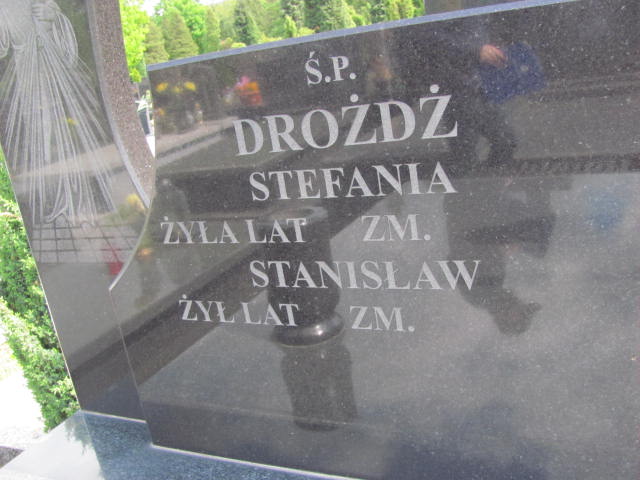 Ś.P.
DROŻDŻ
STEFANIA
ŻYŁA LAT ZM.
STANISŁAW
ŻYŁ LAT ZM.